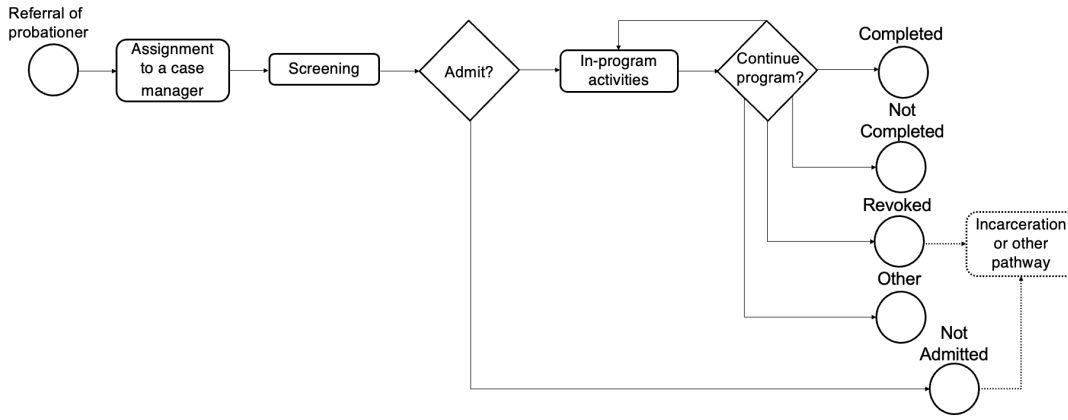 Referral of
probationer
Assignment
to a case
manager
Screening
Admit?
In-program
activities
Continue
program?
Completed
Not
Completed
Revoked
Incarceration
or other
pathway
Other
Not
Admitted